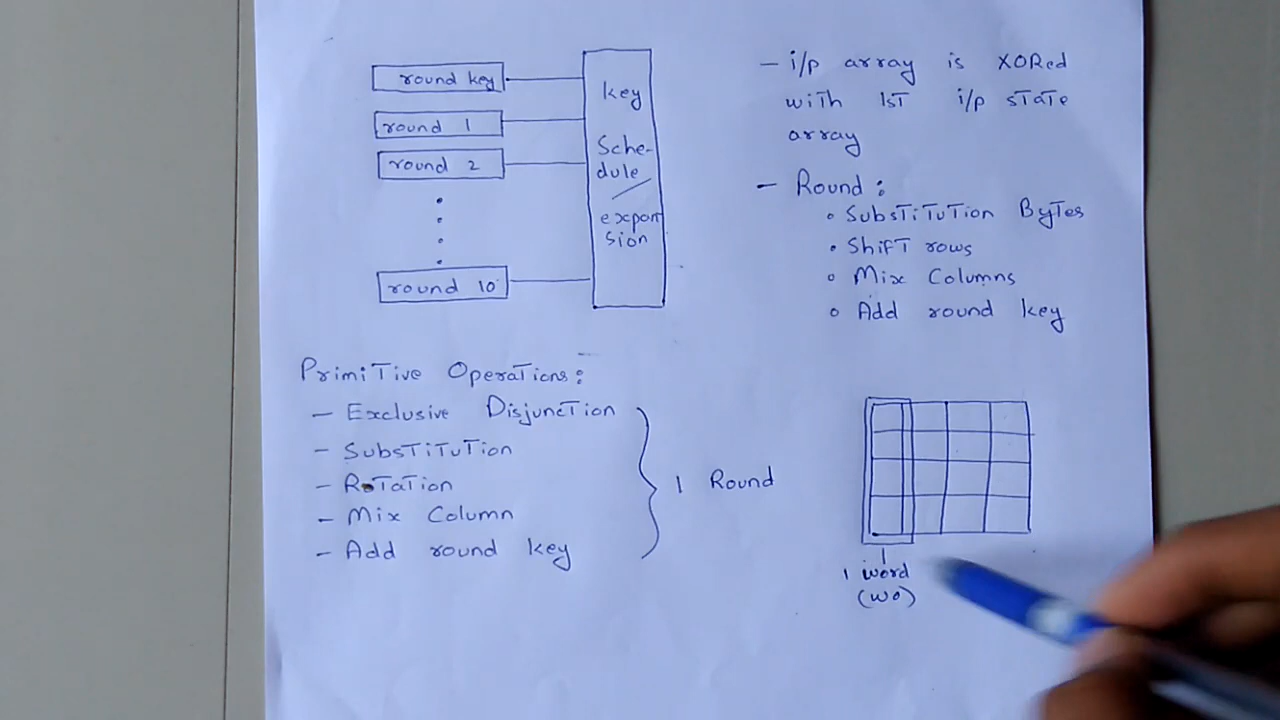 round key
round 1
round 2
round 10
key
Sche-
dule
/
expan
sion
- i/p array is XORed
with 1st i/p state
array
- Round:
• Substitution Bytes
• Shift rows
• Mix Columns
• Add round key
Primitive Operations:
- Exclusive Disjunction
- Substitution
- Rotation
- Mix Column
- Add round key
1 Round
1 word
(w0)